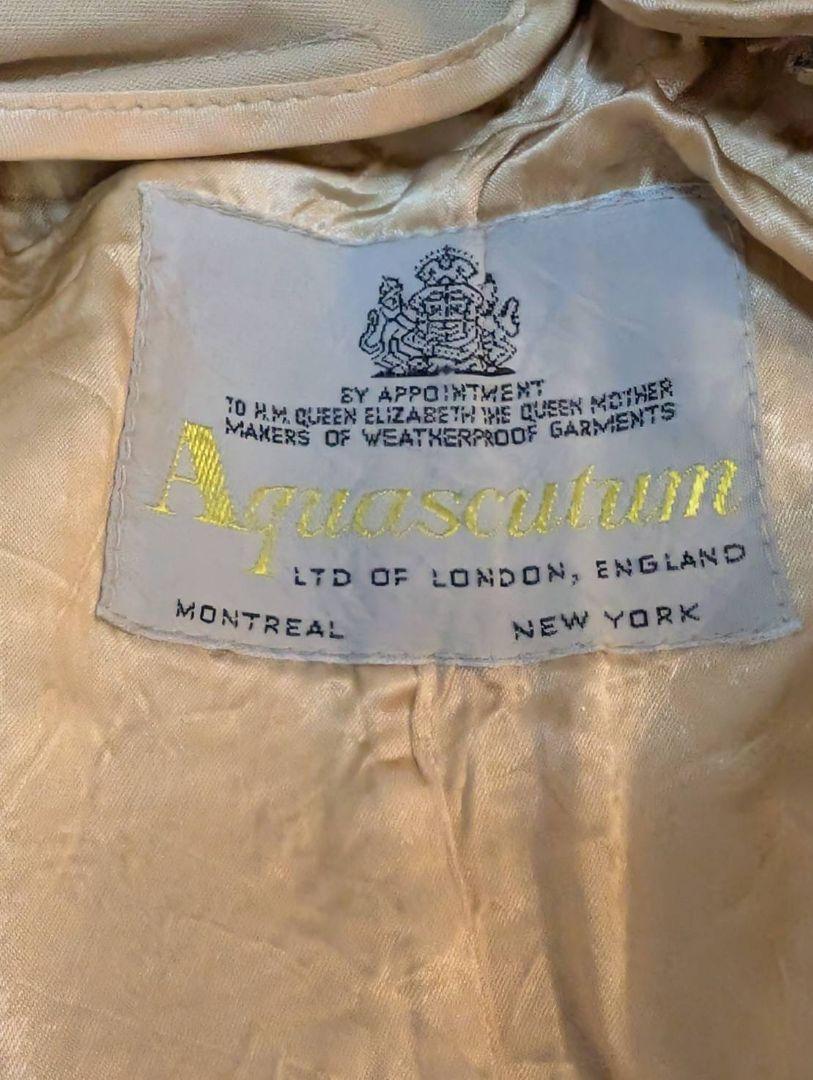 BY APPOINTMENT
TO H.M. QUEEN ELIZABETH THE QUEEN MOTHER
MAKERS OF WEATHERPROOF GARMENTS
Aquascutum
LTD OF LONDON, ENGLAND
MONTREAL NEW YORK